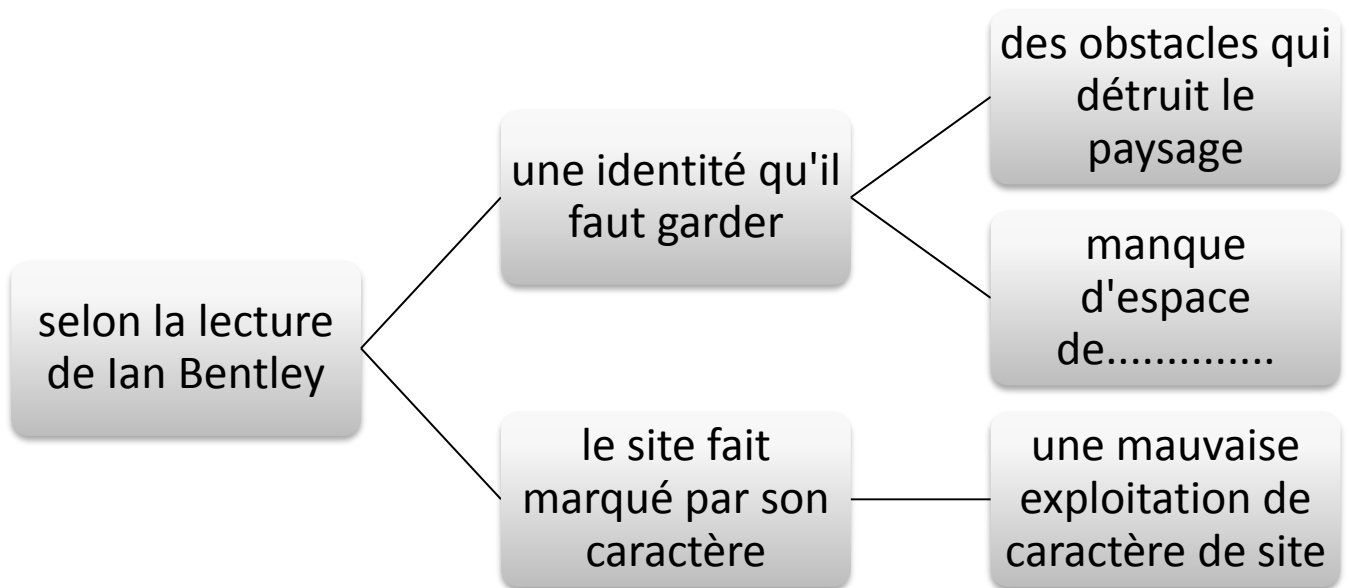 selon la lecture
de Ian Bentley
une identité qu'il
faut garder
des obstacles qui
détruit le
paysage
manque
d'espace
de..............
le site fait
marqué par son
caractère
une mauvaise
exploitation de
caractère de site